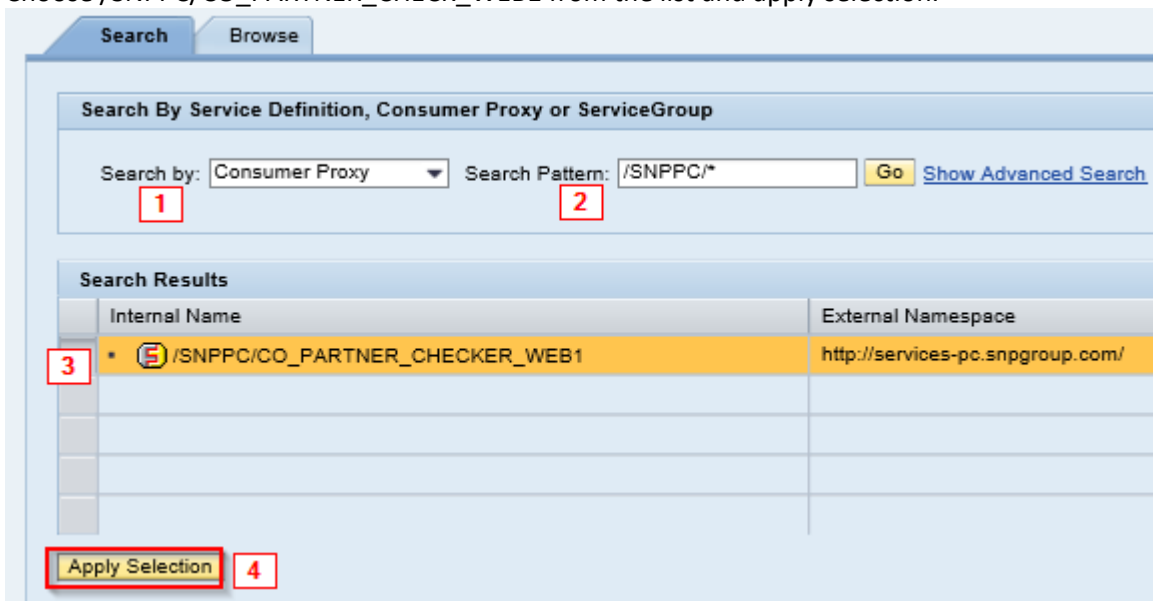 Search Browse
Search By Service Definition, Consumer Proxy or ServiceGroup
Search by: Consumer Proxy Search Pattern: /SNPPC/* Go Show Advanced Search
1 2
Search Results
Internal Name External Namespace
3 /SNPPC/CO_PARTNER_CHECKER_WEB1 http://services-pc.snpgroup.com/
Apply Selection 4